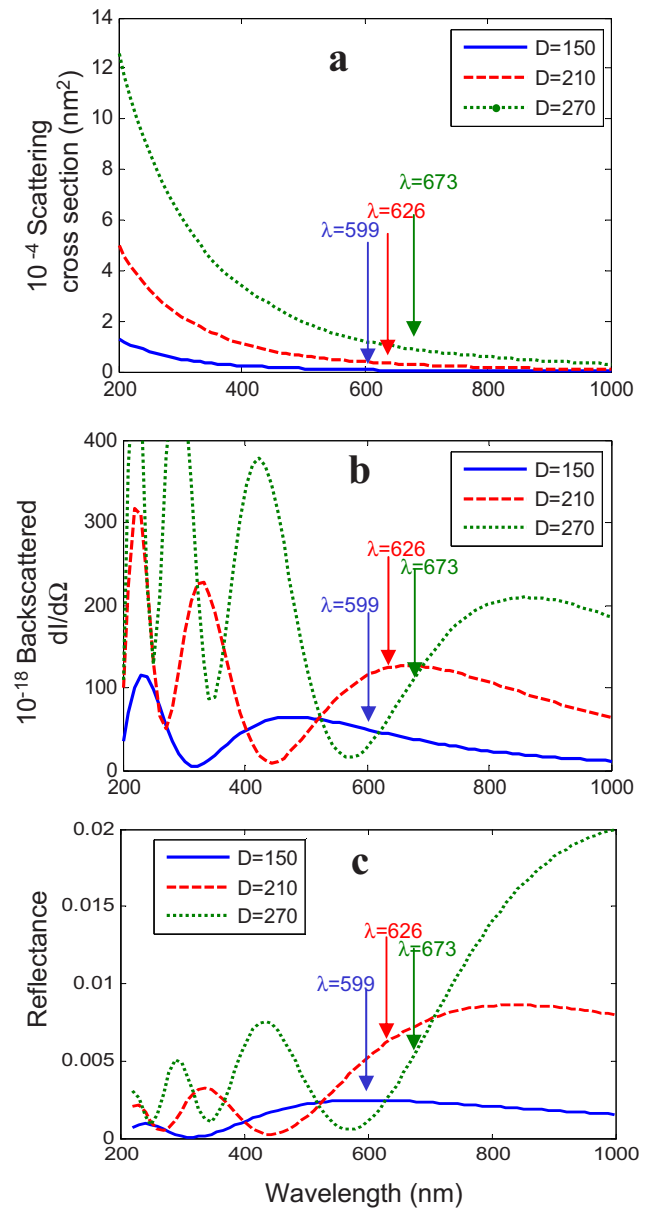 a
D=150
D=210
D=270
λ=673
λ=626
λ=599
10 -4 Scattering
cross section (nm2)
14
12
10
8
6
4
2
0
200 400 600 800 1000
b
D=150
D=210
D=270
λ=626
λ=673
λ=599
10-18 Backscattered
dI/dΩ
400
300
200
100
0
200 400 600 800 1000
c
D=150
D=210
D=270
λ=626
λ=673
λ=599
Reflectance
0.02
0.015
0.01
0.005
0
200 400 600 800 1000
Wavelength (nm)